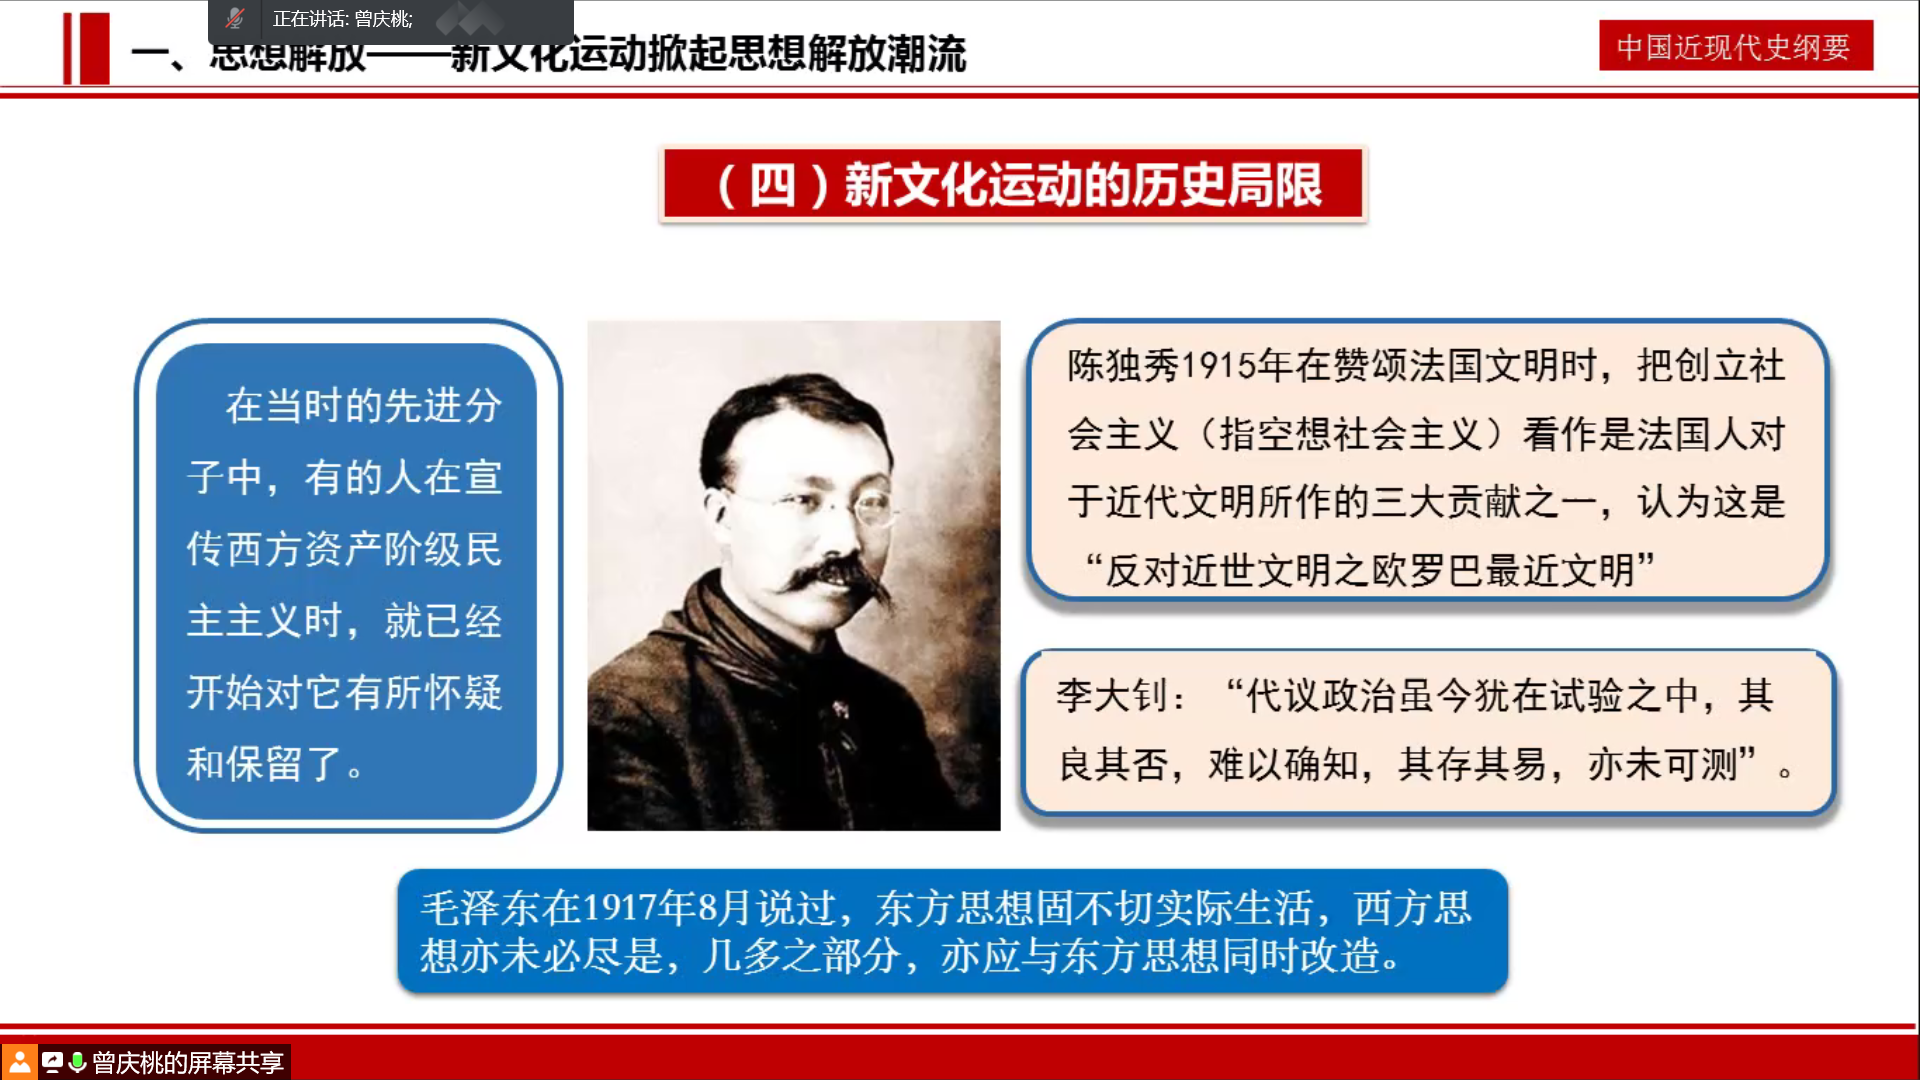 正在讲话: 曾庆桃;
一、思想解放——新文化运动掀起思想解放潮流
中国近现代史纲要
（四）新文化运动的历史局限
在当时的先进分
子中，有的人在宣
传西方资产阶级民
主主义时，就已经
开始对它有所怀疑
和保留了。
陈独秀1915年在赞颂法国文明时，把创立社
会主义（指空想社会主义）看作是法国人对
于近代文明所作的三大贡献之一，认为这是
“反对近世文明之欧罗巴最近文明”
李大钊：“代议政治虽今犹在试验之中，其
良其否，难以确知，其存其易，亦未可测”。
毛泽东在1917年8月说过，东方思想固不切实际生活，西方思
想亦未必尽是，几多之部分，亦应与东方思想同时改造。
曾庆桃的屏幕共享